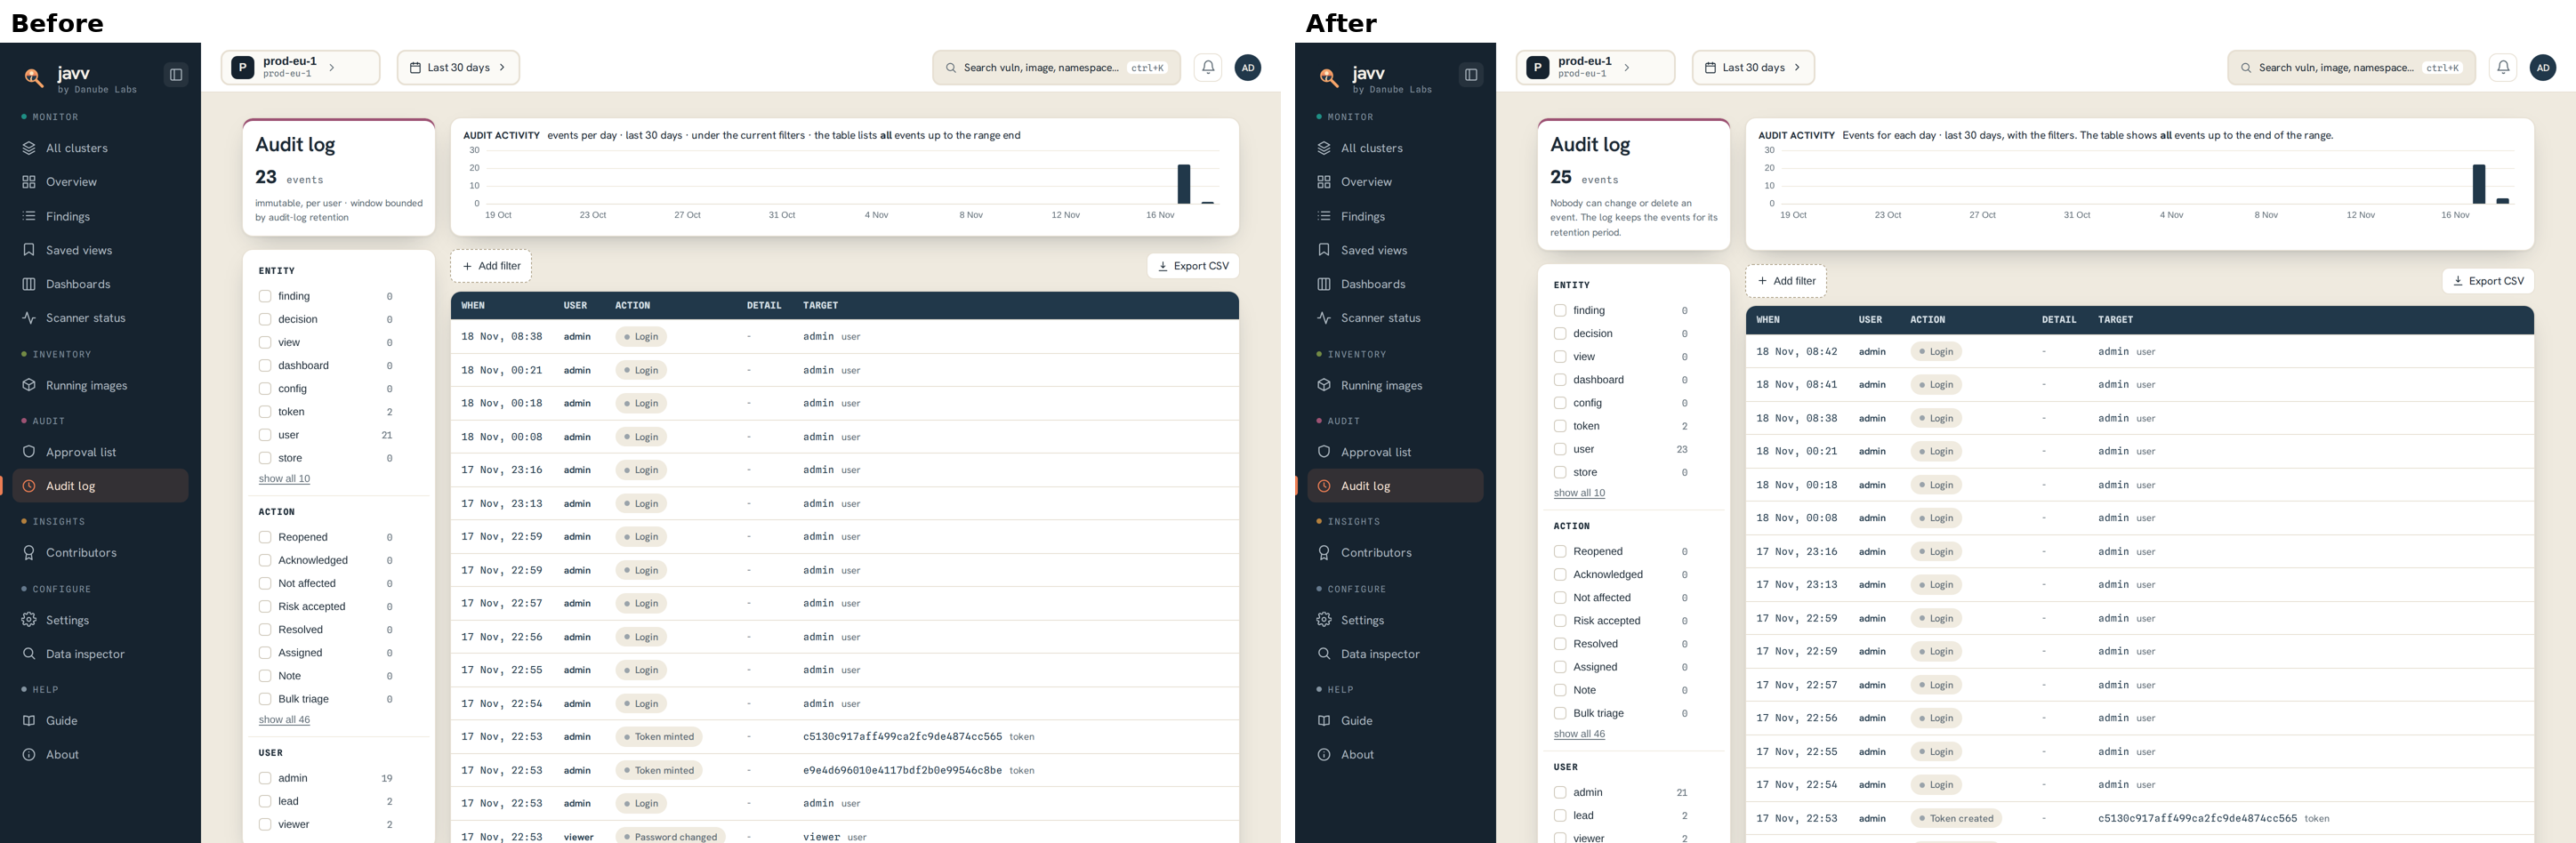 Before
javv
by Danube Labs
MONITOR
All clusters
Overview
Findings
Saved views
Dashboards
Scanner status
INVENTORY
Running images
AUDIT
Approval list
Audit log
INSIGHTS
Contributors
CONFIGURE
Settings
Data inspector
HELP
Guide
About
P prod-eu-1
prod-eu-1
Last 30 days
Search vuln, image, namespace... ctrl+K
AD
Audit log
23 events
immutable, per user · window bounded
by audit-log retention
AUDIT ACTIVITY events per day · last 30 days · under the current filters · the table lists all events up to the range end
30
20
10
0
19 Oct 23 Oct 27 Oct 31 Oct 4 Nov 8 Nov 12 Nov 16 Nov
ENTITY
finding 0
decision 0
view 0
dashboard 0
config 0
token 2
user 21
store 0
show all 10
ACTION
Reopened 0
Acknowledged 0
Not affected 0
Risk accepted 0
Resolved 0
Assigned 0
Note 0
Bulk triage 0
show all 46
USER
admin 19
lead 2
viewer 2
+ Add filter
Export CSV
WHEN USER ACTION DETAIL TARGET
18 Nov, 08:38 admin Login - admin user
18 Nov, 00:21 admin Login - admin user
18 Nov, 00:18 admin Login - admin user
18 Nov, 00:08 admin Login - admin user
17 Nov, 23:16 admin Login - admin user
17 Nov, 23:13 admin Login - admin user
17 Nov, 22:59 admin Login - admin user
17 Nov, 22:59 admin Login - admin user
17 Nov, 22:57 admin Login - admin user
17 Nov, 22:56 admin Login - admin user
17 Nov, 22:55 admin Login - admin user
17 Nov, 22:54 admin Login - admin user
17 Nov, 22:53 admin Token minted - c5130c917aff499ca2fc9de4874cc565 token
17 Nov, 22:53 admin Token minted - e9e4d696010e4117bdf2b0e99546c8be token
17 Nov, 22:53 admin Login - admin user
17 Nov, 22:53 viewer Password changed - viewer user
After
javv
by Danube Labs
MONITOR
All clusters
Overview
Findings
Saved views
Dashboards
Scanner status
INVENTORY
Running images
AUDIT
Approval list
Audit log
INSIGHTS
Contributors
CONFIGURE
Settings
Data inspector
HELP
Guide
About
P prod-eu-1
prod-eu-1
Last 30 days
Search vuln, image, namespace... ctrl+K
AD
Audit log
25 events
Nobody can change or delete an
event. The log keeps the events for its
retention period.
AUDIT ACTIVITY Events for each day · last 30 days, with the filters. The table shows all events up to the end of the range.
30
20
10
0
19 Oct 23 Oct 27 Oct 31 Oct 4 Nov 8 Nov 12 Nov 16 Nov
ENTITY
finding 0
decision 0
view 0
dashboard 0
config 0
token 2
user 23
store 0
show all 10
ACTION
Reopened 0
Acknowledged 0
Not affected 0
Risk accepted 0
Resolved 0
Assigned 0
Note 0
Bulk triage 0
show all 46
USER
admin 21
lead 2
viewer 2
+ Add filter
Export CSV
WHEN USER ACTION DETAIL TARGET
18 Nov, 08:42 admin Login - admin user
18 Nov, 08:41 admin Login - admin user
18 Nov, 08:38 admin Login - admin user
18 Nov, 00:21 admin Login - admin user
18 Nov, 00:18 admin Login - admin user
18 Nov, 00:08 admin Login - admin user
17 Nov, 23:16 admin Login - admin user
17 Nov, 23:13 admin Login - admin user
17 Nov, 22:59 admin Login - admin user
17 Nov, 22:59 admin Login - admin user
17 Nov, 22:57 admin Login - admin user
17 Nov, 22:56 admin Login - admin user
17 Nov, 22:55 admin Login - admin user
17 Nov, 22:54 admin Login - admin user
17 Nov, 22:53 admin Token created - c5130c917aff499ca2fc9de4874cc565 token